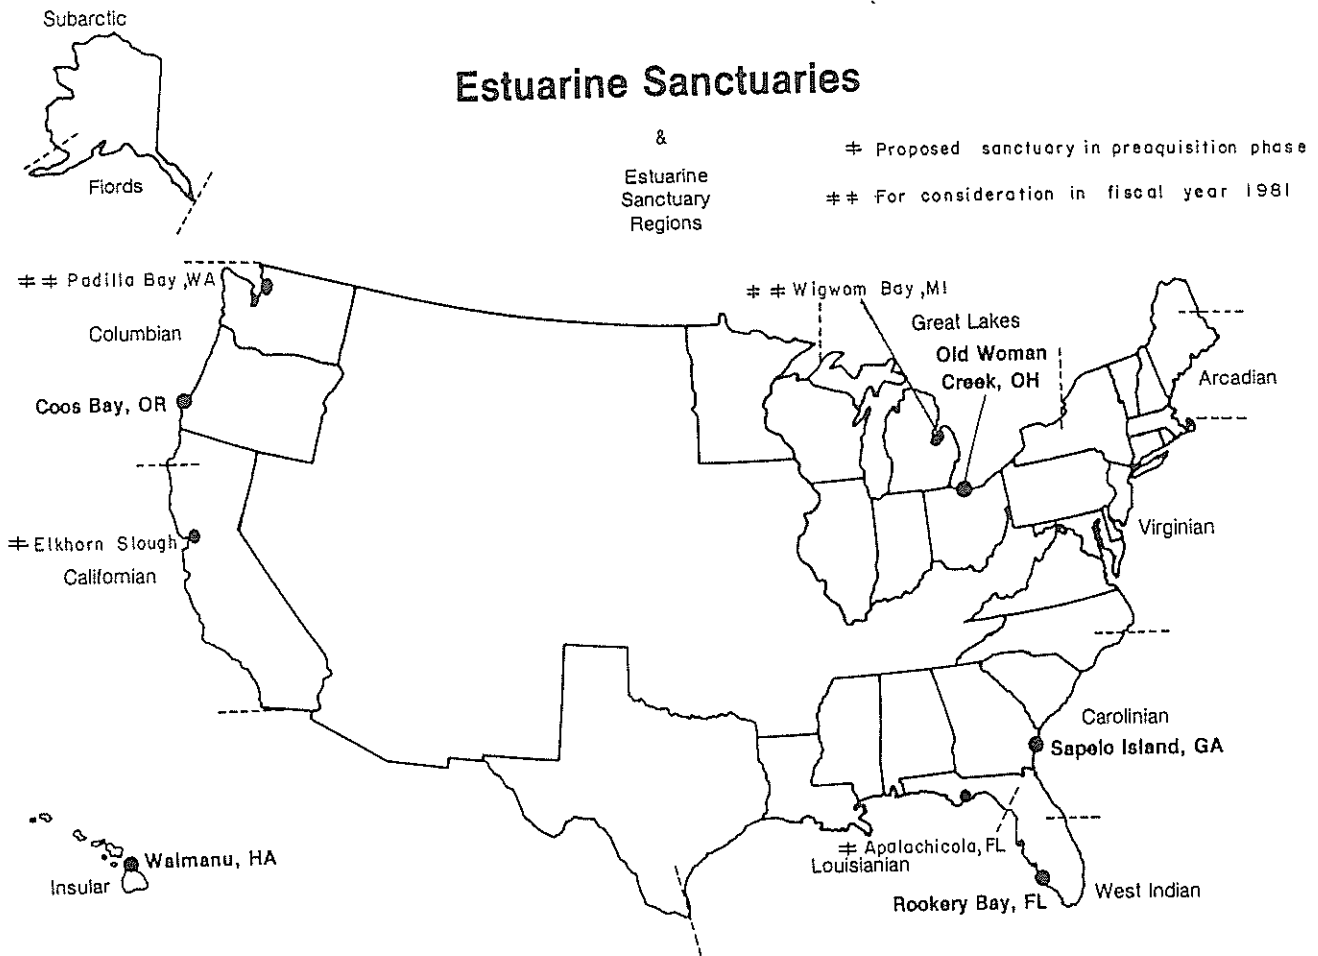 Subarctic
Estuarine Sanctuaries
&
Estuarine
Sanctuary
Regions
ǂ Proposed sanctuary in preaquisition phase
ǂ ǂ For consideration in fiscal year 1981
Fiords
ǂ ǂ Padilla Bay, WA
Columbian
Coos Bay, OR
ǂ Elkhorn Slough
Californian
ǂ ǂ Wigwam Bay, MI
Great Lakes
Old Woman
Creek, OH
Arcadian
Virginian
Carolinian
Sapelo Island, GA
ǂ Apalachicola, FL
Louisianian
Rookery Bay, FL
West Indian
Waimanu, HA
Insular